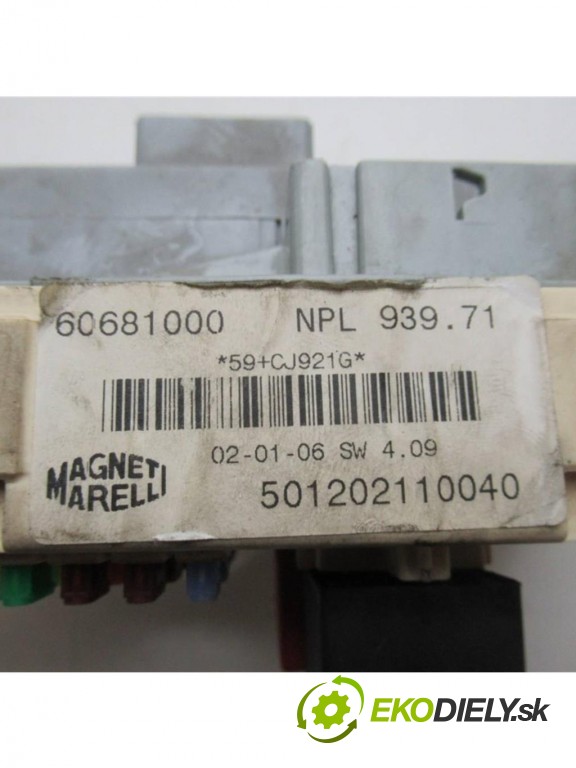 60681000 NPL 939.71
*59+CJ921G*
02-01-06 SW 4.09
MAGNETI
MARELLI
501202110040
EKODIELY.sk